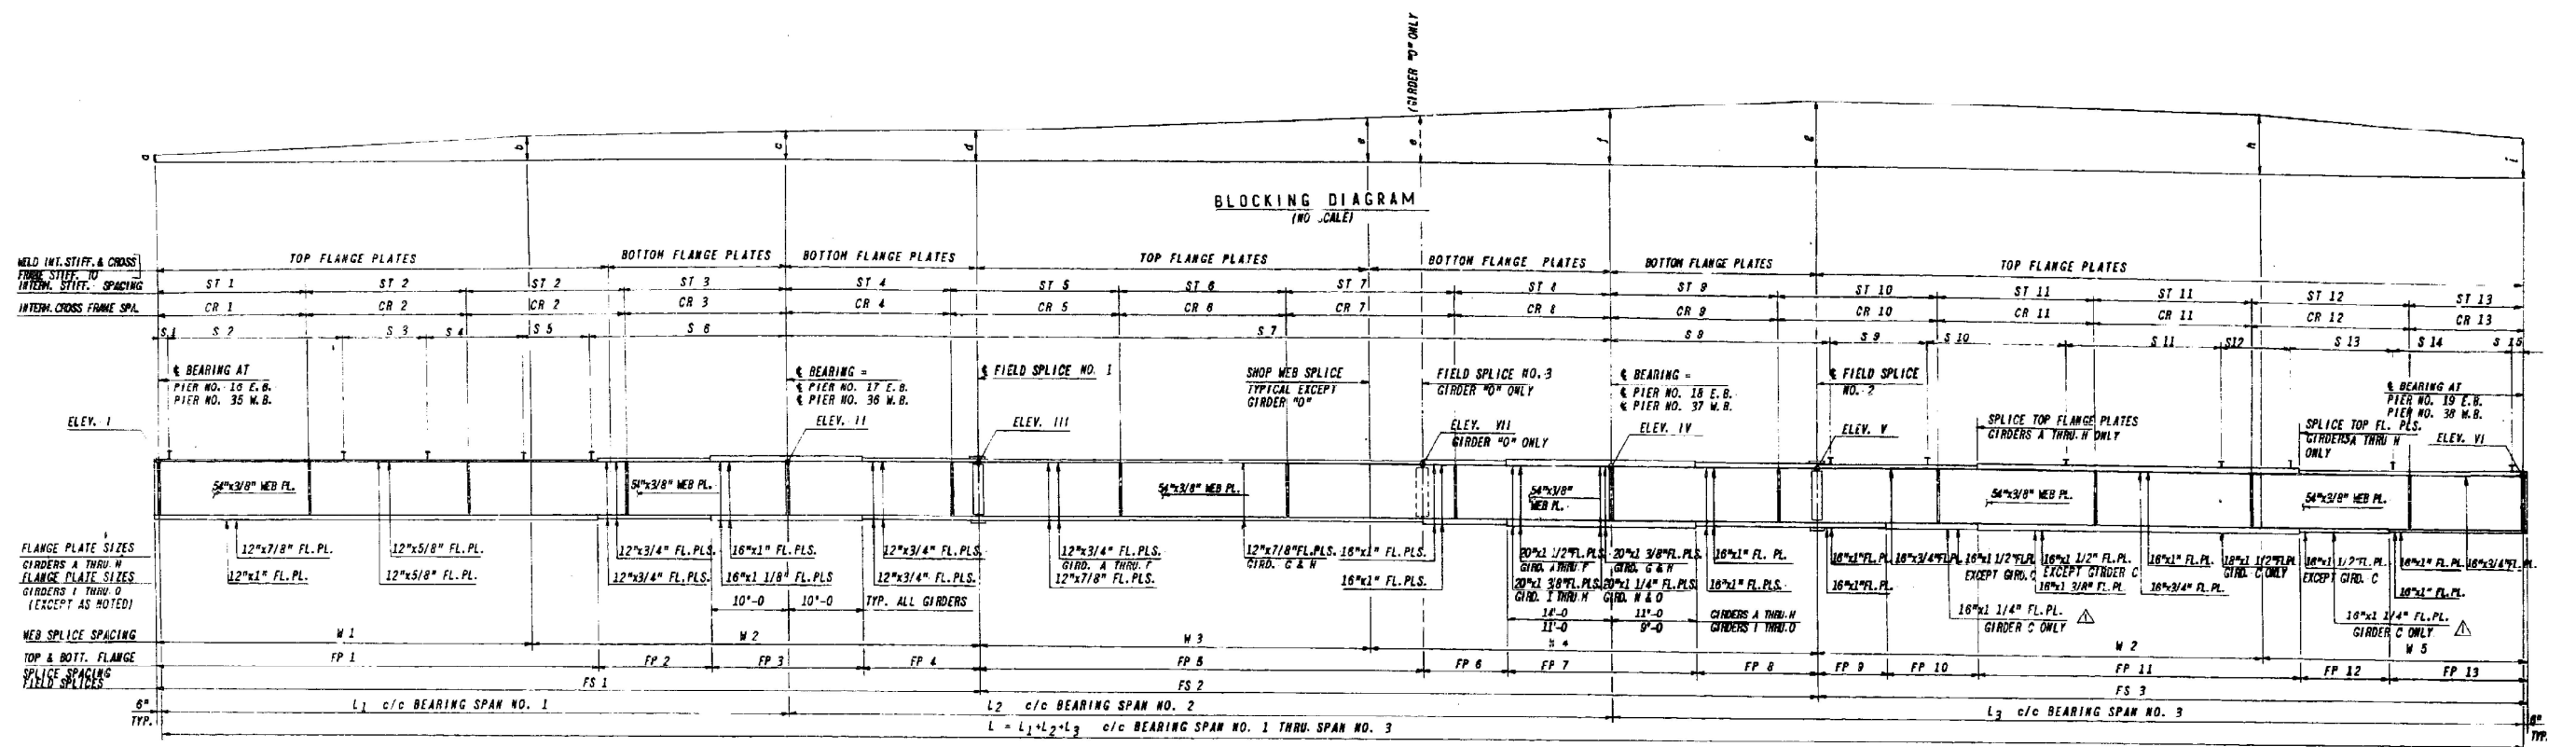 (GIRDER "O" ONLY
a b c d e e f g h i
BLOCKING DIAGRAM
(NO SCALE)
WELD INT. STIFF. & CROSS
FRAME STIFF. TO
TOP FLANGE PLATES BOTTOM FLANGE PLATES BOTTOM FLANGE PLATES TOP FLANGE PLATES BOTTOM FLANGE PLATES BOTTOM FLANGE PLATES TOP FLANGE PLATES
INTERM. STIFF. SPACING ST 1 ST 2 ST 2 ST 3 ST 4 ST 5 ST 6 ST 7 ST 8 ST 9 ST 10 ST 11 ST 11 ST 12 ST 13
INTERM. CROSS FRAME SPA. CR 1 CR 2 CR 2 CR 3 CR 4 CR 5 CR 6 CR 7 CR 8 CR 9 CR 10 CR 11 CR 11 CR 12 CR 13
S 1 S 2 S 3 S 4 S 5 S 6 S 7 S 8 S 9 S 10 S 11 S12 S 13 S 14 S 15
℄ BEARING AT
PIER NO. 16 E.B.
PIER NO. 35 W.B.
℄ BEARING =
℄ PIER NO. 17 E.B.
℄ PIER NO. 36 W.B.
℄ FIELD SPLICE NO. 1
SHOP WEB SPLICE
TYPICAL EXCEPT
GIRDER "O"
FIELD SPLICE NO. 3
GIRDER "O" ONLY
℄ BEARING =
℄ PIER NO. 18 E.B.
℄ PIER NO. 37 W.B.
℄ FIELD SPLICE
NO. 2
℄ BEARING AT
PIER NO. 19 E.B.
PIER NO. 38 W.B.
ELEV. I
ELEV. II
ELEV. III
ELEV. VII
GIRDER "O" ONLY
ELEV. IV
ELEV. V
SPLICE TOP FLANGE PLATES
GIRDERS A THRU. H ONLY
SPLICE TOP FL. PLS.
GIRDERS A THRU H
ONLY
ELEV. VI
54"x3/8" WEB PL.
54"x3/8" WEB PL.
54"x3/8" WEB PL.
54"x3/8"
WEB PL.
54"x3/8" WEB PL.
54"x3/8" WEB PL.
FLANGE PLATE SIZES
GIRDERS A THRU. H
FLANGE PLATE SIZES
GIRDERS I THRU. O
(EXCEPT AS NOTED)
12"x7/8" FL.PL.
12"x1" FL.PL.
12"x5/8" FL.PL.
12"x5/8" FL.PL.
12"x3/4" FL.PLS.
12"x3/4" FL.PLS.
16"x1" FL.PLS.
16"x1 1/8" FL.PLS
12"x3/4" FL.PLS.
12"x3/4" FL.PLS.
10'-0 10'-0 TYP. ALL GIRDERS
12"x3/4" FL.PLS.
GIRD. A THRU. F
12"x7/8" FL.PLS.
12"x7/8"FL.PLS.
GIRD. G & H
16"x1" FL.PLS.
16"x1" FL.PLS.
20"x1 1/2"FL.PLS.
GIRD. A THRU. F
20"x1 3/8"FL.PLS.
GIRD. I THRU. M
20"x1 3/8"FL.PLS.
GIRD. G & H
20"x1 1/4"FL.PLS.
GIRD. N & O
16"x1" FL. PL.
16"x1" FL.PLS.
14'-0 11'-0 GIRDERS A THRU. H
11'-0 9'-0 GIRDERS I THRU. O
16"x1"FL.PL.
16"x1"FL.PL.
16"x3/4"FL.PL
16"x1 1/2"FL.PL
EXCEPT GIRD. C
16"x1 1/2" FL.PL.
EXCEPT GIRDER C
16"x1 3/8" FL.PL.
16"x1 1/4" FL.PL.
GIRDER C ONLY
1
16"x1" FL.PL.
16"x3/4" FL.PL.
18"x1 1/2"FL.PL
GIRD. C ONLY
16"x1 1/2"FL.PL.
EXCEPT GIRD. C
16"x1" FL.PL.
16"x1" FL.PL.
16"x3/4"FL.PL.
16"x1 1/4" FL.PL.
GIRDER C ONLY
1
WEB SPLICE SPACING W 1 W 2 W 3 W 4 W 2 W 5
TOP & BOTT. FLANGE
SPLICE SPACING
FP 1 FP 2 FP 3 FP 4 FP 5 FP 6 FP 7 FP 8 FP 9 FP 10 FP 11 FP 12 FP 13
FIELD SPLICES FS 1 FS 2 FS 3
6"
TYP.
L1 c/c BEARING SPAN NO. 1 L2 c/c BEARING SPAN NO. 2 L3 c/c BEARING SPAN NO. 3
6"
TYP.
L = L1+L2+L3 c/c BEARING SPAN NO. 1 THRU. SPAN NO. 3